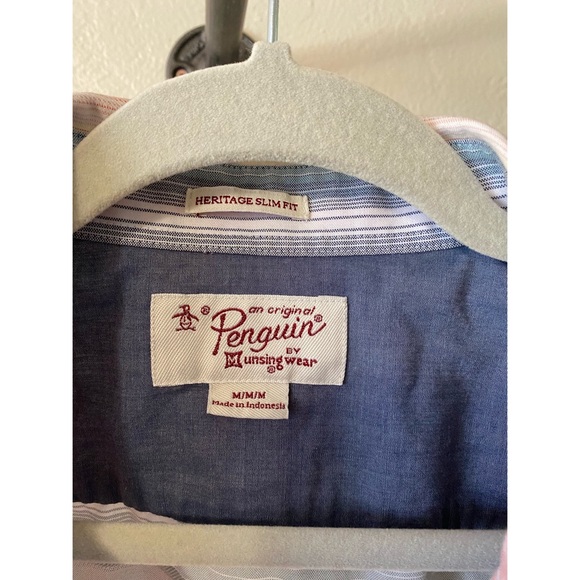 HERITAGE SLIM FIT
® an original
Penguin®
BY
Munsingwear
®
M/M/M
Made in Indonesia